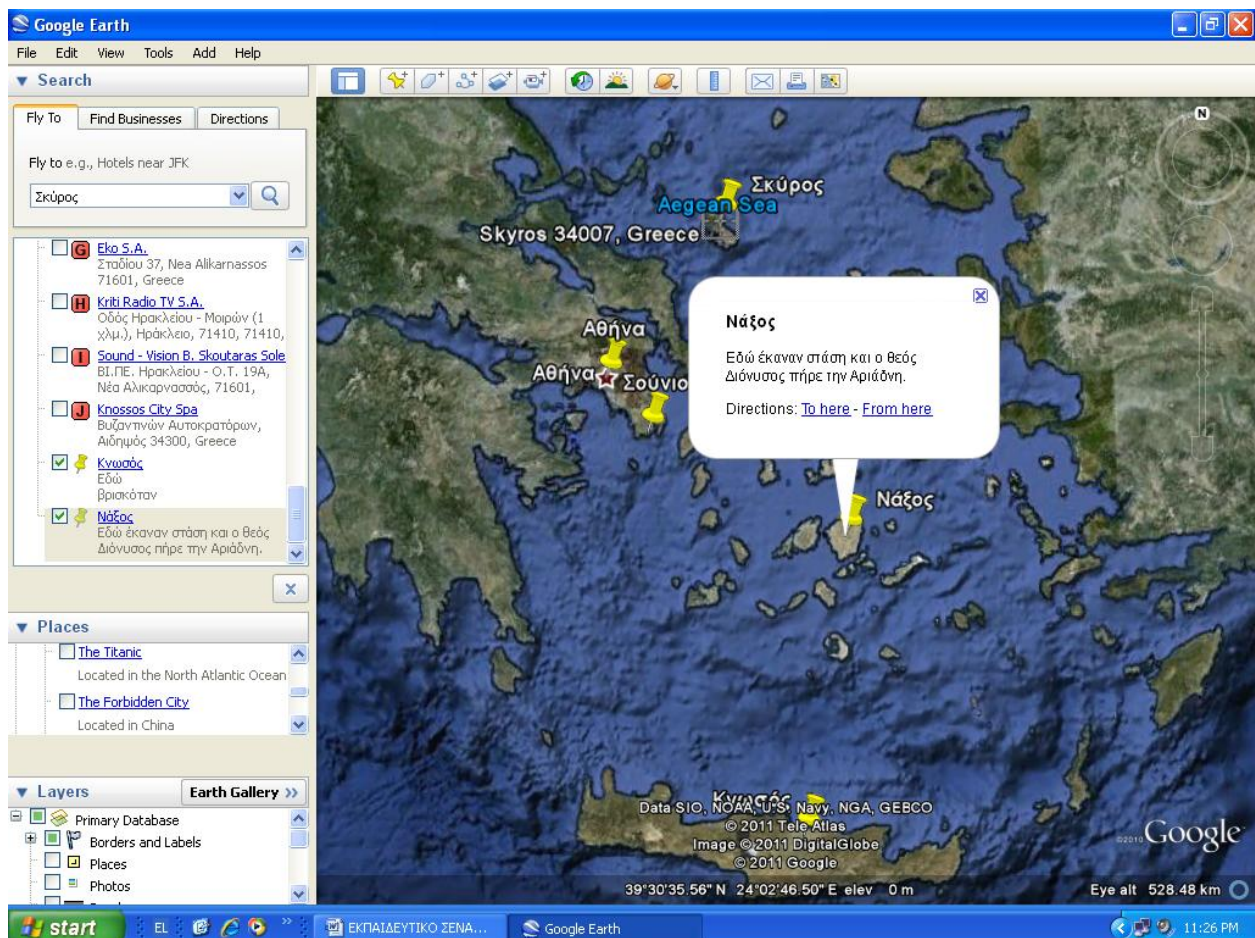 Google Earth
File Edit View Tools Add Help
Search
Fly To Find Businesses Directions
Fly to e.g., Hotels near JFK
Σκύρος
G Eko S.A.
Σταδίου 37, Nea Alikarnassos
71601, Greece
H Kriti Radio TV S.A.
Οδός Ηρακλείου - Μοιρών (1
χλμ.), Ηράκλειο, 71410, 71410,
I Sound - Vision B. Skoutaras Sole
ΒΙ.ΠΕ. Ηρακλείου - Ο.Τ. 19Α,
Νέα Αλικαρνασσός, 71601,
J Knossos City Spa
Βυζαντινών Αυτοκρατόρων,
Αιδηψός 34300, Greece
Κνωσός
Εδώ
βρισκόταν
Νάξος
Εδώ έκαναν στάση και ο θεός
Διόνυσος πήρε την Αριάδνη.
Places
The Titanic
Located in the North Atlantic Ocean
The Forbidden City
Located in China
Layers
Earth Gallery >>
Primary Database
Borders and Labels
Places
Photos
N
Σκύρος
Aegean Sea
Skyros 34007, Greece
Αθήνα
Αθήνα
Σούνιο
Νάξος
Εδώ έκαναν στάση και ο θεός
Διόνυσος πήρε την Αριάδνη.
Directions: To here - From here
Νάξος
Κνωσός
Data SIO, NOAA, U.S. Navy, NGA, GEBCO
© 2011 Tele Atlas
Image © 2011 DigitalGlobe
© 2011 Google
©2010 Google
39°30'35.56" N 24°02'46.50" E elev 0 m
Eye alt 528.48 km
start EL ΕΚΠΑΙΔΕΥΤΙΚΟ ΣΕΝΑ... Google Earth 11:26 PM